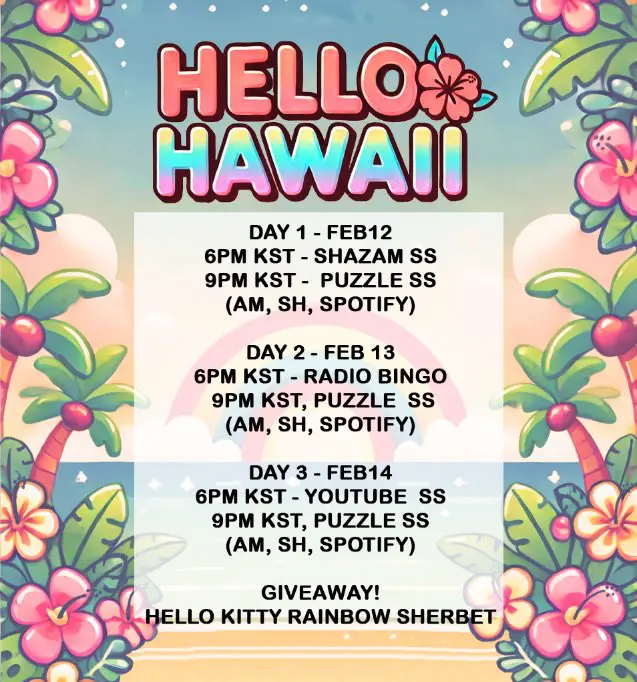 HELLO
HAWAII
DAY 1 - FEB12
6PM KST - SHAZAM SS
9PM KST - PUZZLE SS
(AM, SH, SPOTIFY)
DAY 2 - FEB 13
6PM KST - RADIO BINGO
9PM KST, PUZZLE SS
(AM, SH, SPOTIFY)
DAY 3 - FEB14
6PM KST - YOUTUBE SS
9PM KST, PUZZLE SS
(AM, SH, SPOTIFY)
GIVEAWAY!
HELLO KITTY RAINBOW SHERBET